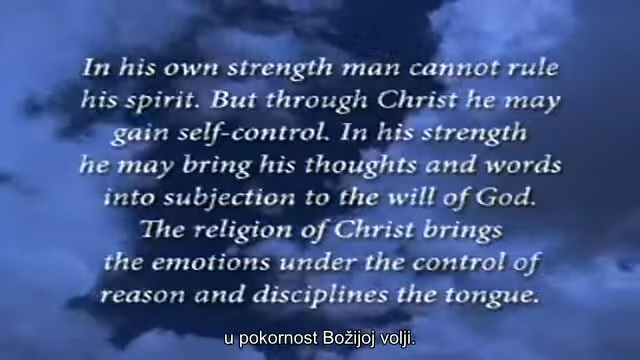 In his own strength man cannot rule
his spirit. But through Christ he may
gain self-control. In his strength
he may bring his thoughts and words
into subjection to the will of God.
The religion of Christ brings
the emotions under the control of
reason and disciplines the tongue.
u pokornost Božijoj volji.